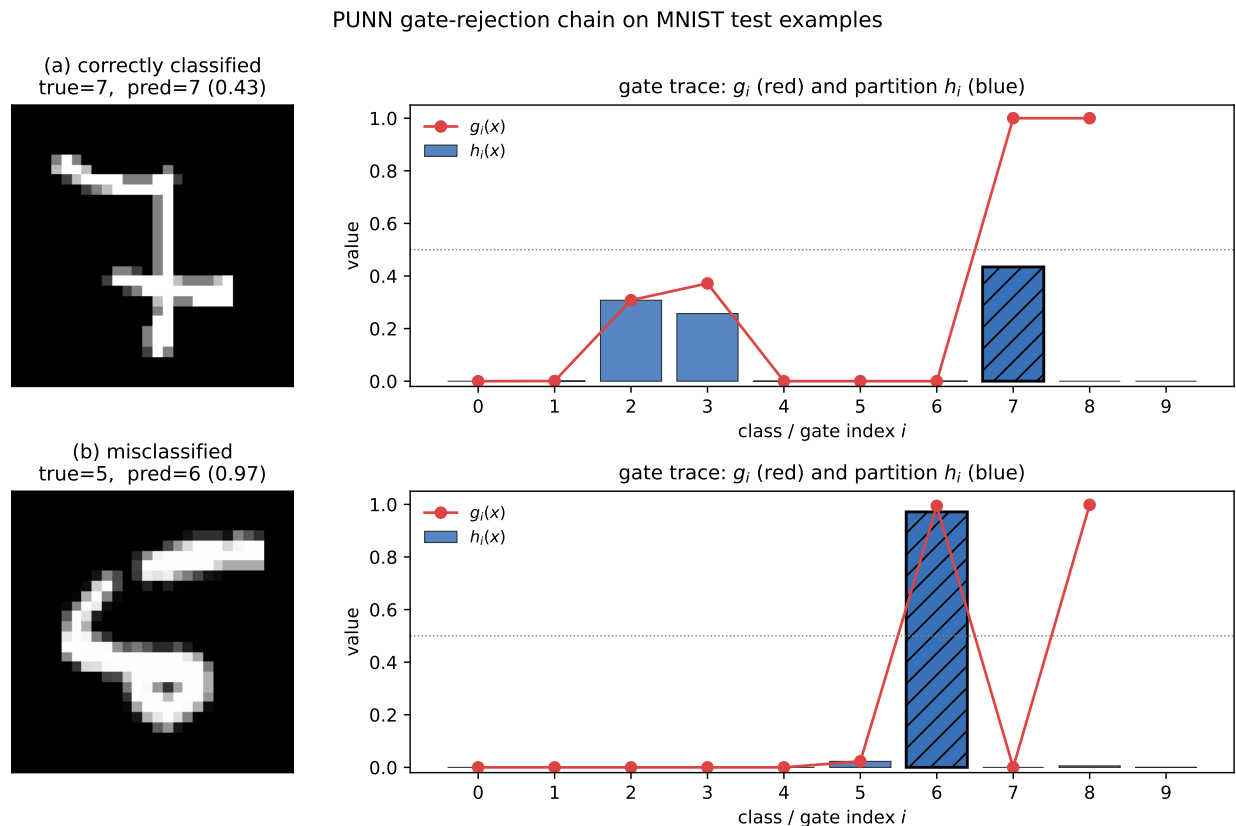 PUNN gate-rejection chain on MNIST test examples
(a) correctly classified
true=7,  pred=7 (0.43)
gate trace: gᵢ (red) and partition hᵢ (blue)
gᵢ(x)
hᵢ(x)
value
1.0
0.8
0.6
0.4
0.2
0.0
0 1 2 3 4 5 6 7 8 9
class / gate index i
(b) misclassified
true=5,  pred=6 (0.97)
gate trace: gᵢ (red) and partition hᵢ (blue)
gᵢ(x)
hᵢ(x)
value
1.0
0.8
0.6
0.4
0.2
0.0
0 1 2 3 4 5 6 7 8 9
class / gate index i